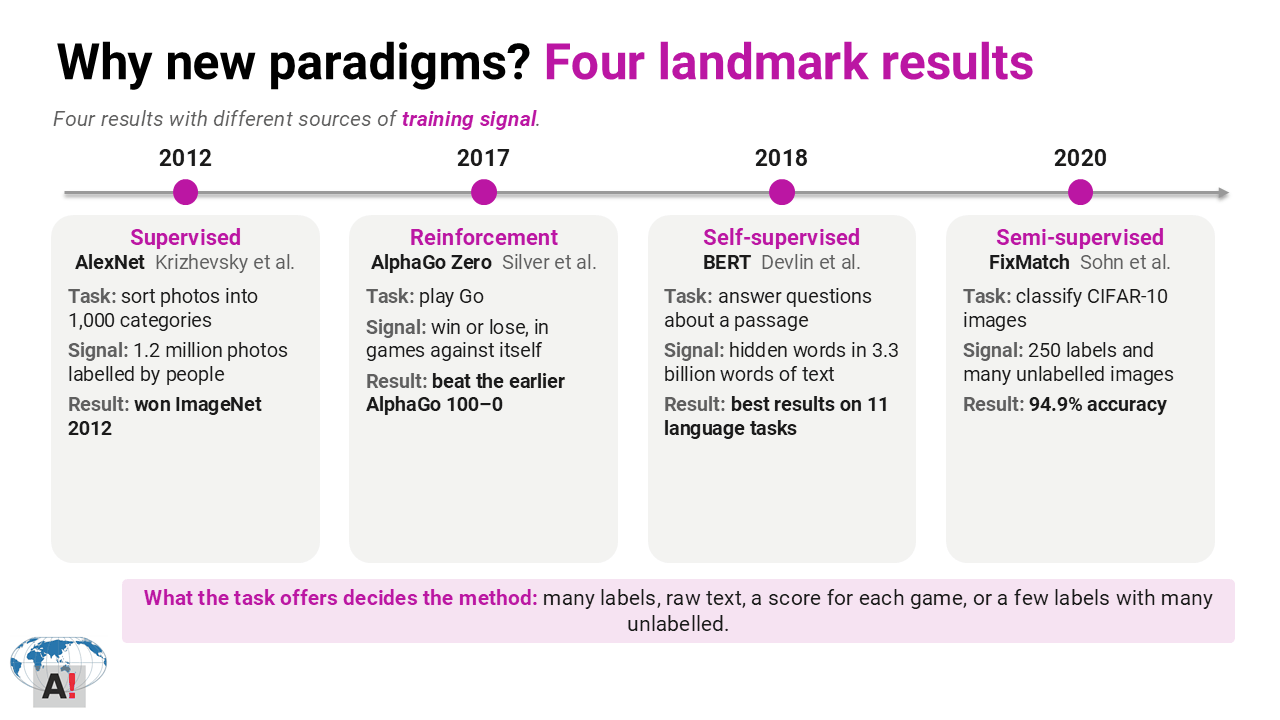 Why new paradigms? Four landmark results
Four results with different sources of training signal.
2012
2017
2018
2020
Supervised
AlexNet Krizhevsky et al.
Task: sort photos into
1,000 categories
Signal: 1.2 million photos
labelled by people
Result: won ImageNet
2012
Reinforcement
AlphaGo Zero Silver et al.
Task: play Go
Signal: win or lose, in
games against itself
Result: beat the earlier
AlphaGo 100–0
Self-supervised
BERT Devlin et al.
Task: answer questions
about a passage
Signal: hidden words in 3.3
billion words of text
Result: best results on 11
language tasks
Semi-supervised
FixMatch Sohn et al.
Task: classify CIFAR-10
images
Signal: 250 labels and
many unlabelled images
Result: 94.9% accuracy
What the task offers decides the method: many labels, raw text, a score for each game, or a few labels with many
unlabelled.
A!